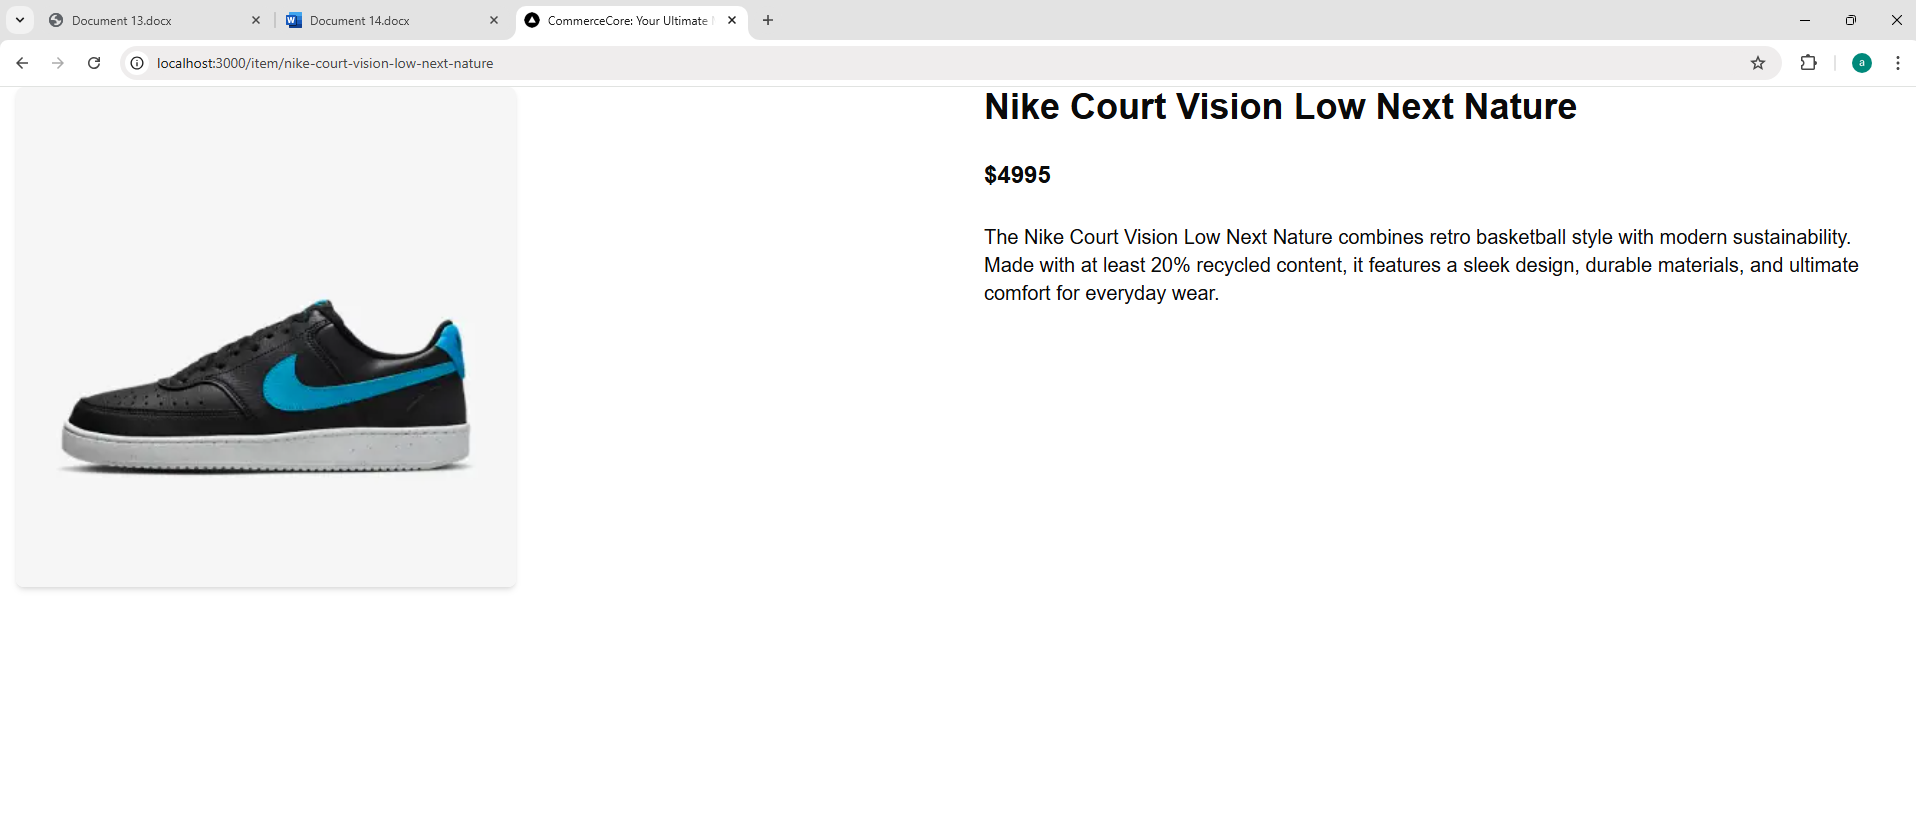 Document 13.docx
Document 14.docx
CommerceCore: Your Ultimate
localhost:3000/item/nike-court-vision-low-next-nature
a
Nike Court Vision Low Next Nature
$4995
The Nike Court Vision Low Next Nature combines retro basketball style with modern sustainability.
Made with at least 20% recycled content, it features a sleek design, durable materials, and ultimate
comfort for everyday wear.